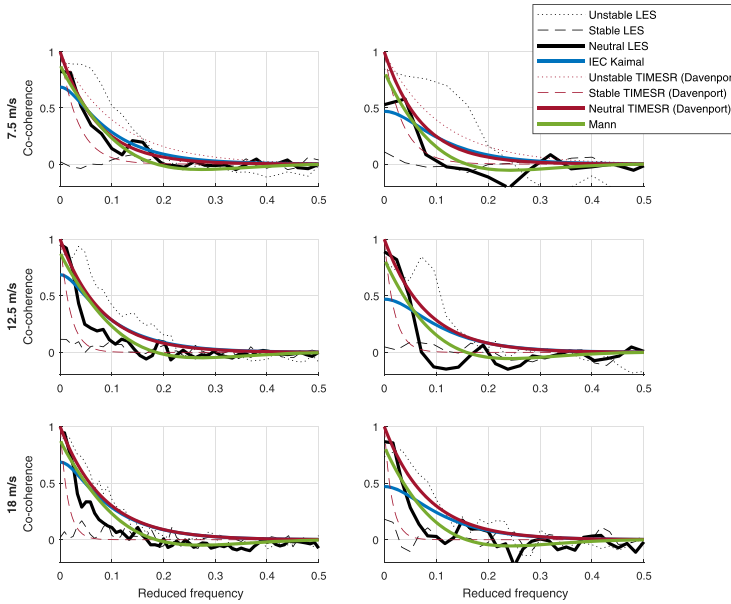 Unstable LES
Stable LES
Neutral LES
IEC Kaimal
Unstable TIMESR (Davenport)
Stable TIMESR (Davenport)
Neutral TIMESR (Davenport)
Mann
7.5 m/s
Co-coherence
1
0.5
0
0 0.1 0.2 0.3 0.4 0.5
1
0.5
0
0 0.1 0.2 0.3 0.4 0.5
12.5 m/s
Co-coherence
1
0.5
0
0 0.1 0.2 0.3 0.4 0.5
1
0.5
0
0 0.1 0.2 0.3 0.4 0.5
18 m/s
Co-coherence
1
0.5
0
0 0.1 0.2 0.3 0.4 0.5
Reduced frequency
1
0.5
0
0 0.1 0.2 0.3 0.4 0.5
Reduced frequency